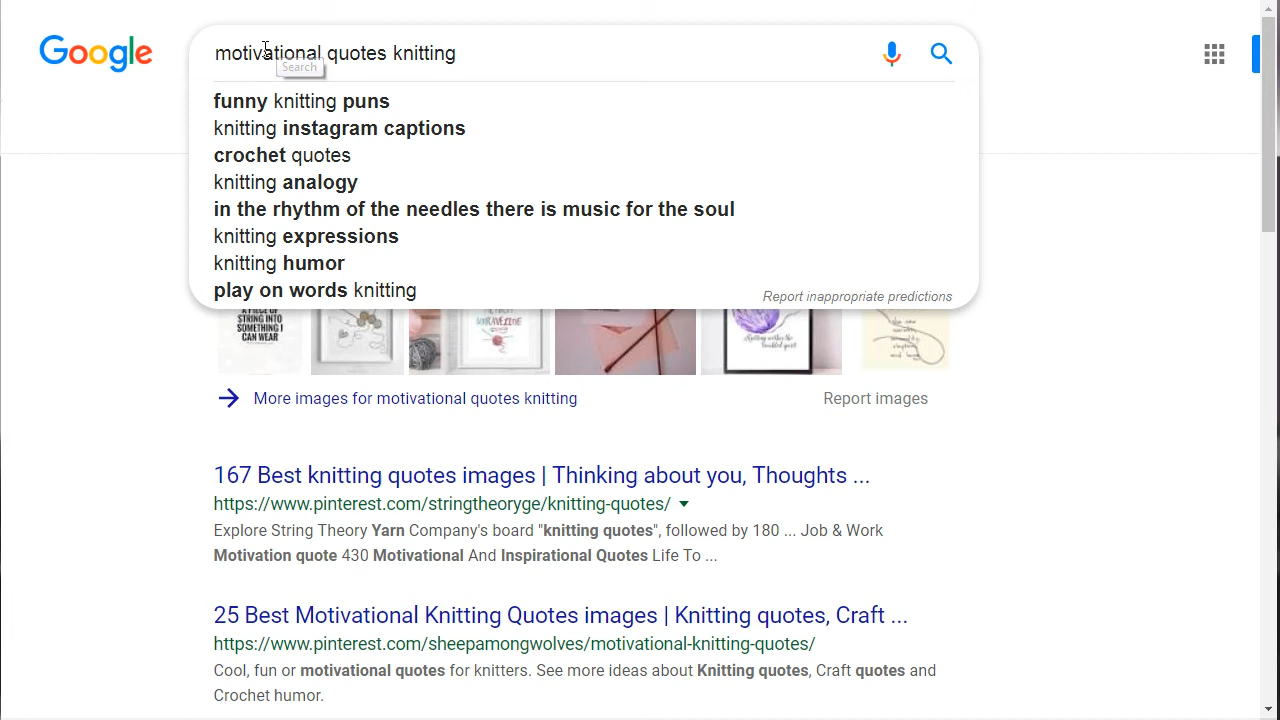 Google
motivational quotes knitting
Search
funny knitting puns
knitting instagram captions
crochet quotes
knitting analogy
in the rhythm of the needles there is music for the soul
knitting expressions
knitting humor
play on words knitting
Report inappropriate predictions
STRING INTO
SOMETHING I
CAN WEAR
More images for motivational quotes knitting
Report images
167 Best knitting quotes images | Thinking about you, Thoughts ...
https://www.pinterest.com/stringtheoryge/knitting-quotes/
Explore String Theory Yarn Company's board "knitting quotes", followed by 180 ... Job & Work
Motivation quote 430 Motivational And Inspirational Quotes Life To ...
25 Best Motivational Knitting Quotes images | Knitting quotes, Craft ...
https://www.pinterest.com/sheepamongwolves/motivational-knitting-quotes/
Cool, fun or motivational quotes for knitters. See more ideas about Knitting quotes, Craft quotes and
Crochet humor.